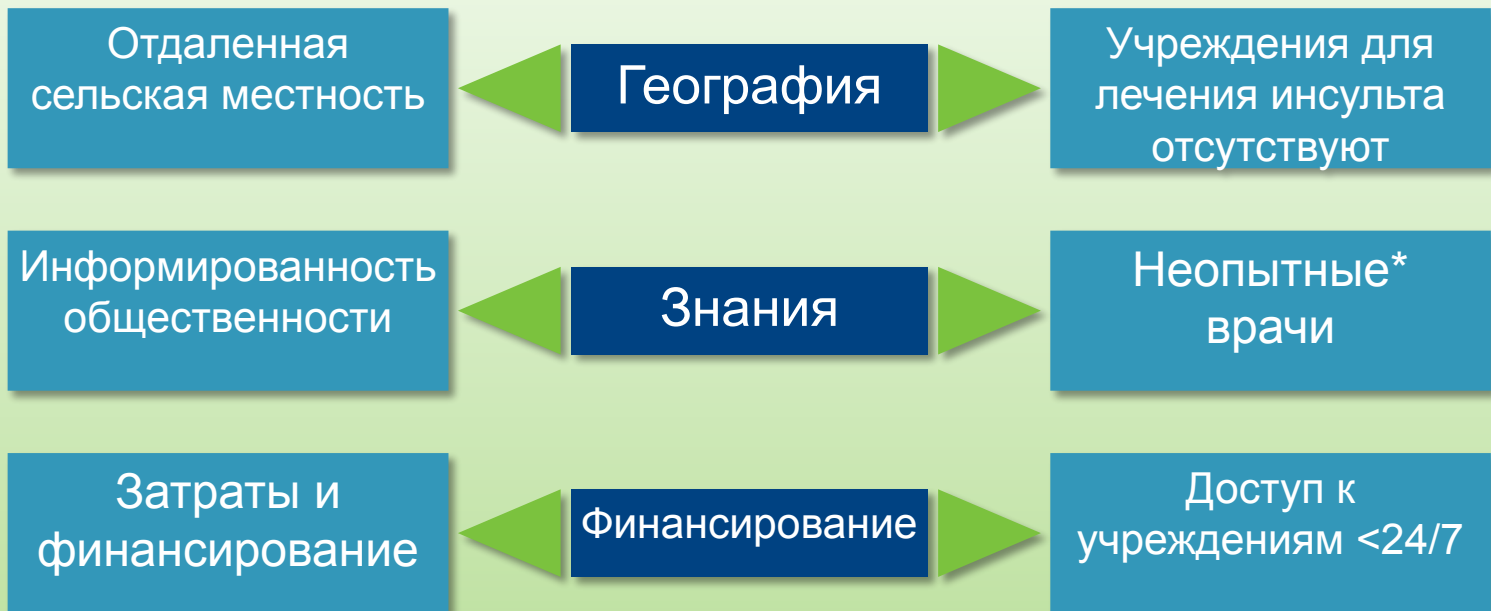 Отдаленная
сельская местность
География
Учреждения для
лечения инсульта
отсутствуют
Информированность
общественности
Знания
Неопытные*
врачи
Затраты и
финансирование
Финансирование
Доступ к
учреждениям <24/7